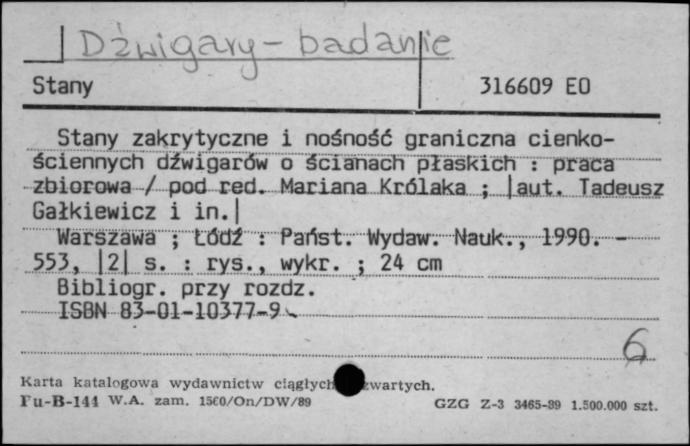 Dźwigary - badanie
Stany 316609 EO
Stany zakrytyczne i nośność graniczna cienko-
ściennych dźwigarów o ścianach płaskich : praca
zbiorowa / pod red. Mariana Królaka ; |aut. Tadeusz
Gałkiewicz i in.|
Warszawa ; Łódź : Państ. Wydaw. Nauk., 1990. -
553, |2| s. : rys., wykr. ; 24 cm
Bibliogr. przy rozdz.
ISBN 83-01-10377-9
6
Karta katalogowa wydawnictw ciągłych zwartych.
Pu-B-144 W.A. zam. 1560/On/DW/89 GZG Z-3 3465-89 1.500.000 szt.